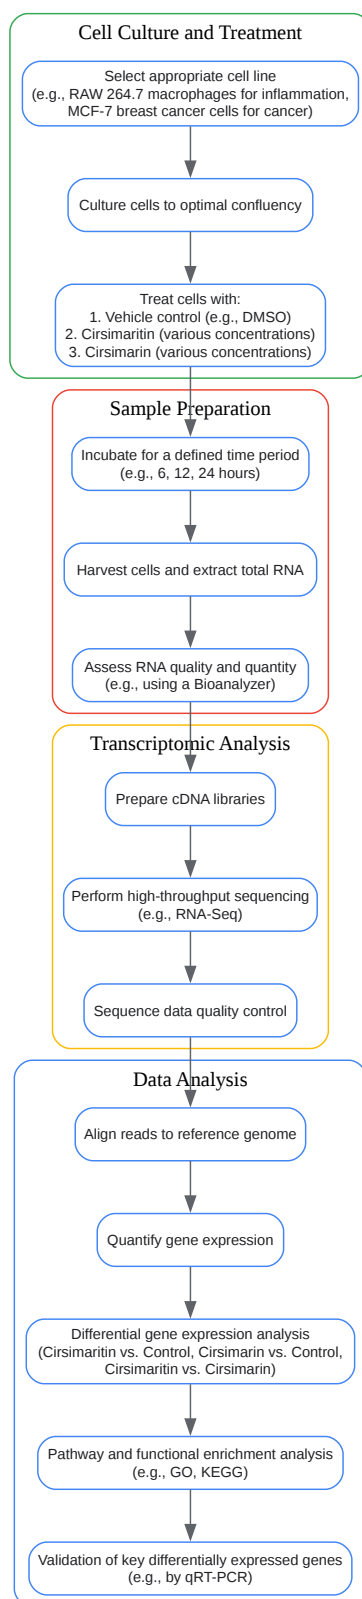 Cell Culture and Treatment
Select appropriate cell line
(e.g., RAW 264.7 macrophages for inflammation,
MCF-7 breast cancer cells for cancer)
Culture cells to optimal confluency
Treat cells with:
1. Vehicle control (e.g., DMSO)
2. Cirsimaritin (various concentrations)
3. Cirsimarin (various concentrations)
Sample Preparation
Incubate for a defined time period
(e.g., 6, 12, 24 hours)
Harvest cells and extract total RNA
Assess RNA quality and quantity
(e.g., using a Bioanalyzer)
Transcriptomic Analysis
Prepare cDNA libraries
Perform high-throughput sequencing
(e.g., RNA-Seq)
Sequence data quality control
Data Analysis
Align reads to reference genome
Quantify gene expression
Differential gene expression analysis
(Cirsimaritin vs. Control, Cirsimarin vs. Control,
Cirsimaritin vs. Cirsimarin)
Pathway and functional enrichment analysis
(e.g., GO, KEGG)
Validation of key differentially expressed genes
(e.g., by qRT-PCR)